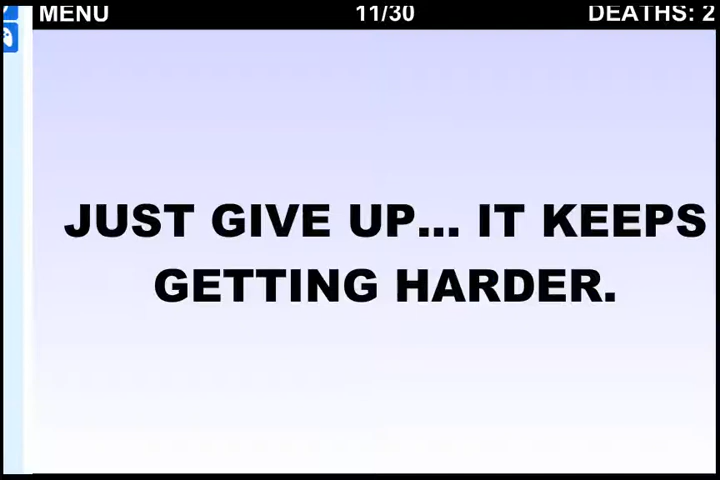 MENU 11/30 DEATHS: 2
JUST GIVE UP... IT KEEPS
GETTING HARDER.